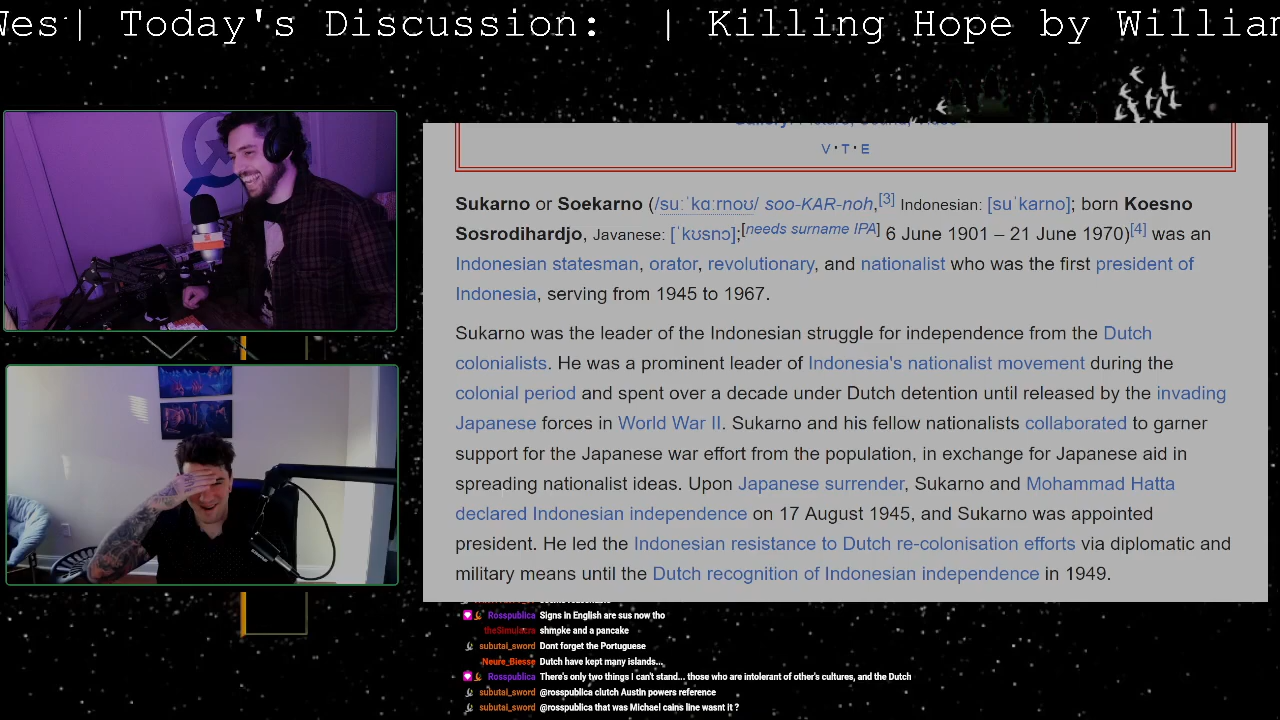 Wes | Today's Discussion: | Killing Hope by William
V · T · E
Sukarno or Soekarno (/suːˈkɑːrnoʊ/ soo-KAR-noh,[3] Indonesian: [suˈkarno]; born Koesno
Sosrodihardjo, Javanese: [ˈkʊsnɔ];[needs surname IPA] 6 June 1901 – 21 June 1970)[4] was an
Indonesian statesman, orator, revolutionary, and nationalist who was the first president of
Indonesia, serving from 1945 to 1967.
Sukarno was the leader of the Indonesian struggle for independence from the Dutch
colonialists. He was a prominent leader of Indonesia's nationalist movement during the
colonial period and spent over a decade under Dutch detention until released by the invading
Japanese forces in World War II. Sukarno and his fellow nationalists collaborated to garner
support for the Japanese war effort from the population, in exchange for Japanese aid in
spreading nationalist ideas. Upon Japanese surrender, Sukarno and Mohammad Hatta
declared Indonesian independence on 17 August 1945, and Sukarno was appointed
president. He led the Indonesian resistance to Dutch re-colonisation efforts via diplomatic and
military means until the Dutch recognition of Indonesian independence in 1949.
Rosspublica Signs in English are sus now tho
theSimulacra shmoke and a pancake
subutai_sword Dont forget the Portuguese
Neure_Biesse Dutch have kept many islands...
Rosspublica There's only two things I can't stand... those who are intolerant of other's cultures, and the Dutch
subutai_sword @rosspublica clutch Austin powers reference
subutai_sword @rosspublica that was Michael cains line wasnt it ?